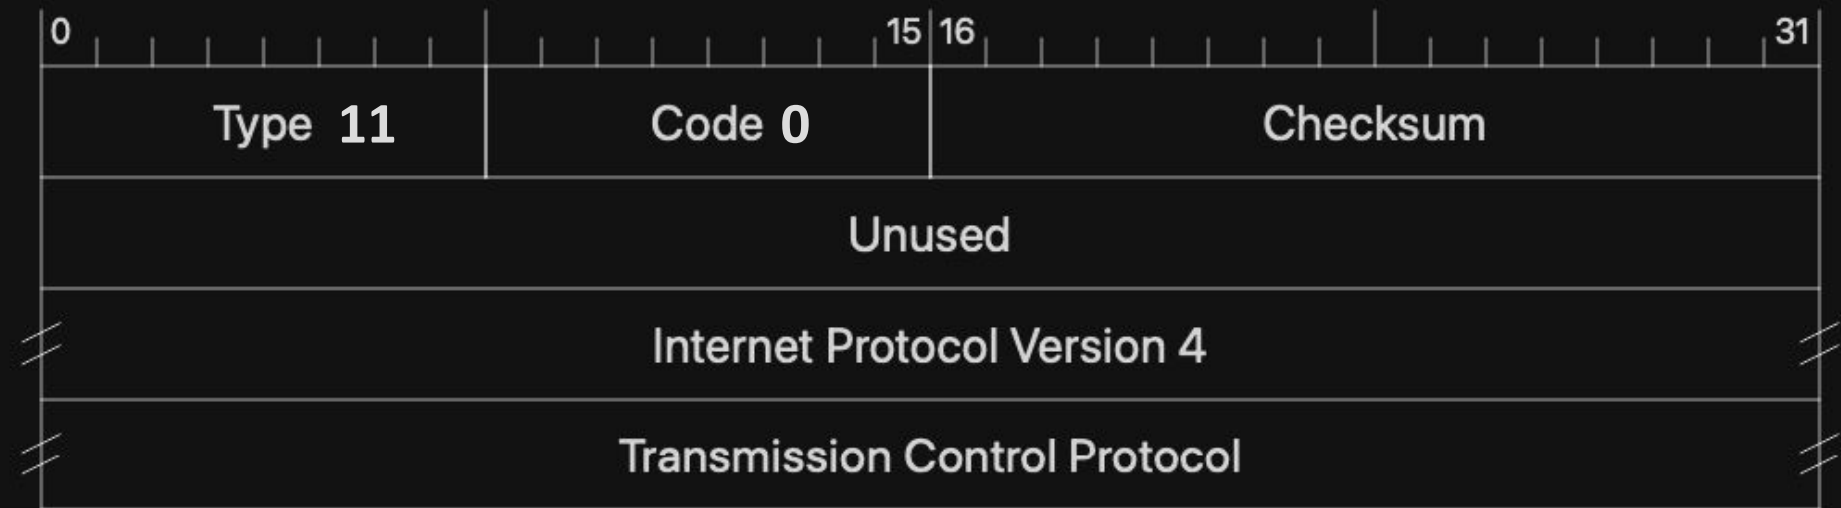 0 15 16 31
Type 11 Code 0 Checksum
Unused
Internet Protocol Version 4
Transmission Control Protocol